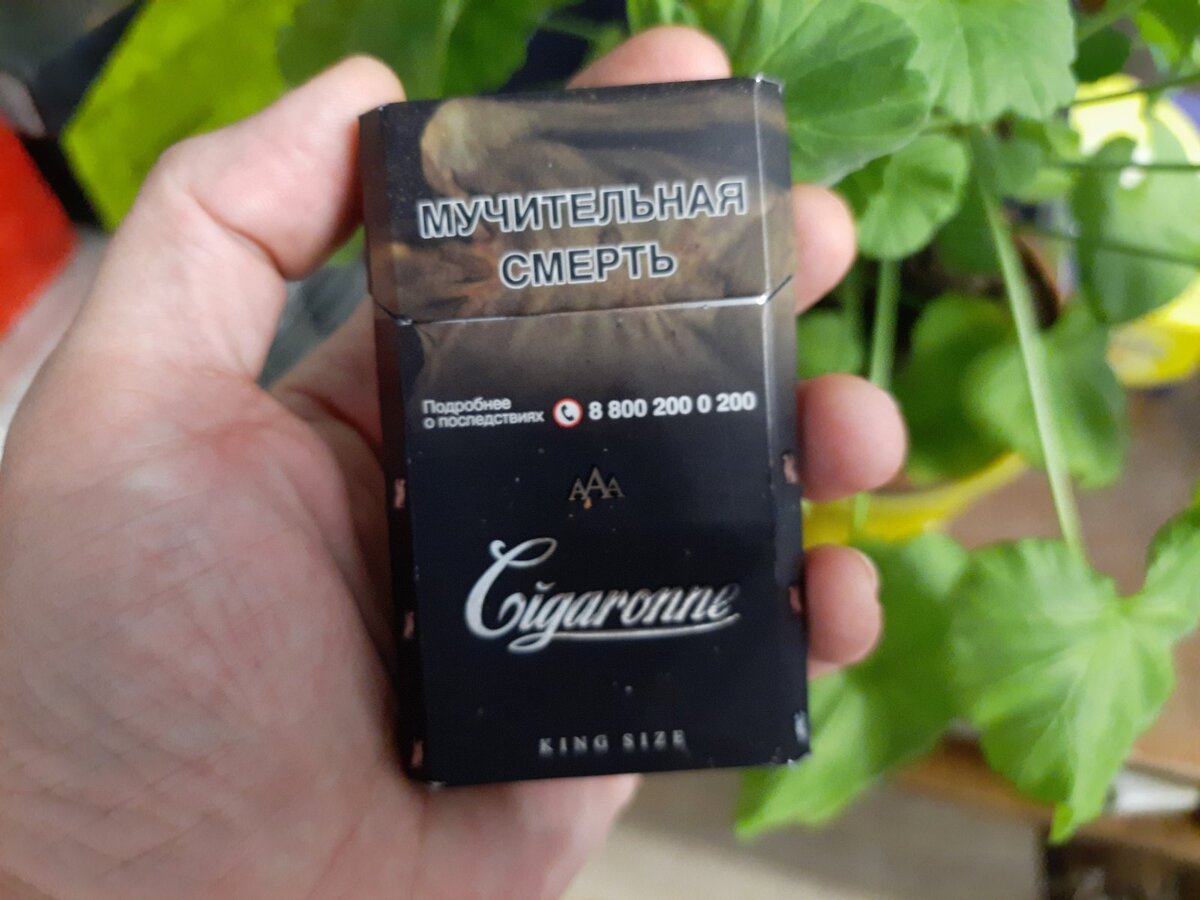 МУЧИТЕЛЬНАЯ
СМЕРТЬ
Подробнее
о последствиях 8 800 200 0 200
AAA
Cigaronne
KING SIZE